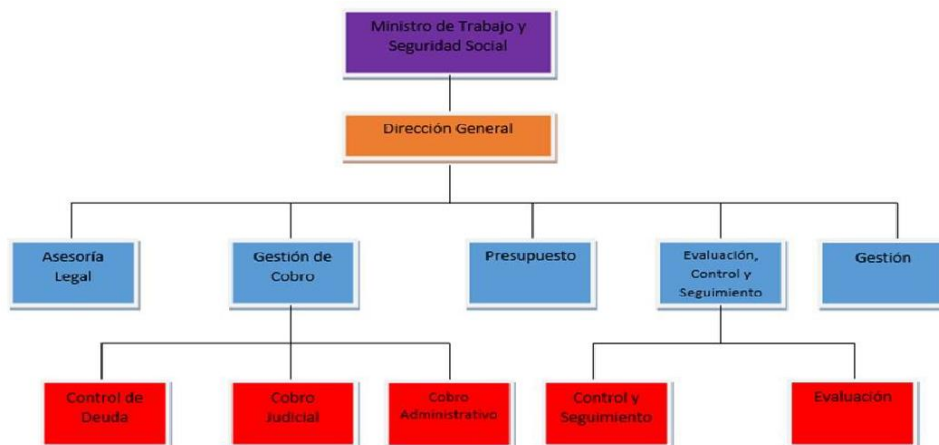 Ministro de Trabajo y
Seguridad Social
Dirección General
Asesoría
Legal
Gestión de
Cobro
Presupuesto
Evaluación,
Control y
Seguimiento
Gestión
Control de
Deuda
Cobro
Judicial
Cobro
Administrativo
Control y
Seguimiento
Evaluación